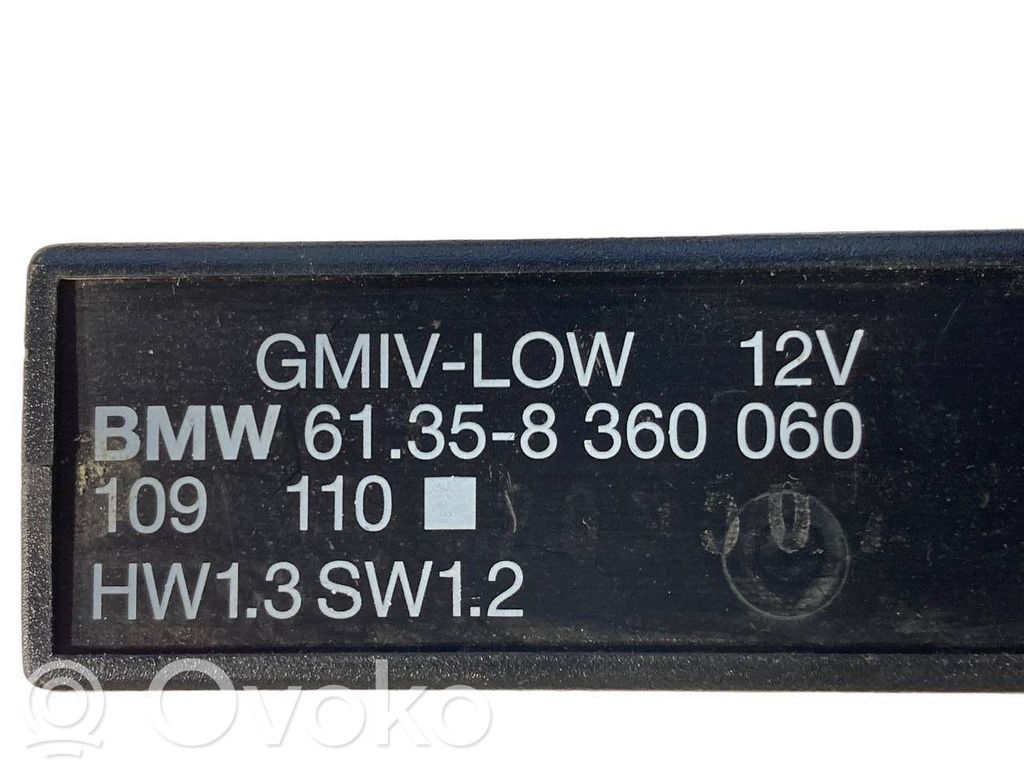 GMIV-LOW 12V
BMW 61.35-8 360 060
109 110
HW1.3 SW1.2
Ovoko